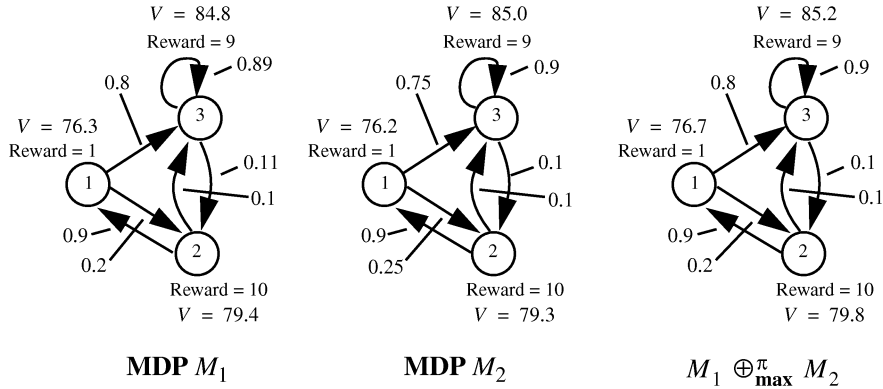 V = 84.8
Reward = 9
0.89
0.8
3
V = 76.3
Reward = 1
1
0.11
0.1
0.9
0.2
2
Reward = 10
V = 79.4
MDP M1
V = 85.0
Reward = 9
0.9
0.75
3
V = 76.2
Reward = 1
1
0.1
0.1
0.9
0.25
2
Reward = 10
V = 79.3
MDP M2
V = 85.2
Reward = 9
0.9
0.8
3
V = 76.7
Reward = 1
1
0.1
0.1
0.9
0.2
2
Reward = 10
V = 79.8
M1 ⊕πmax M2